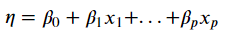 η = β₀ + β₁x₁+…+βₚxₚ